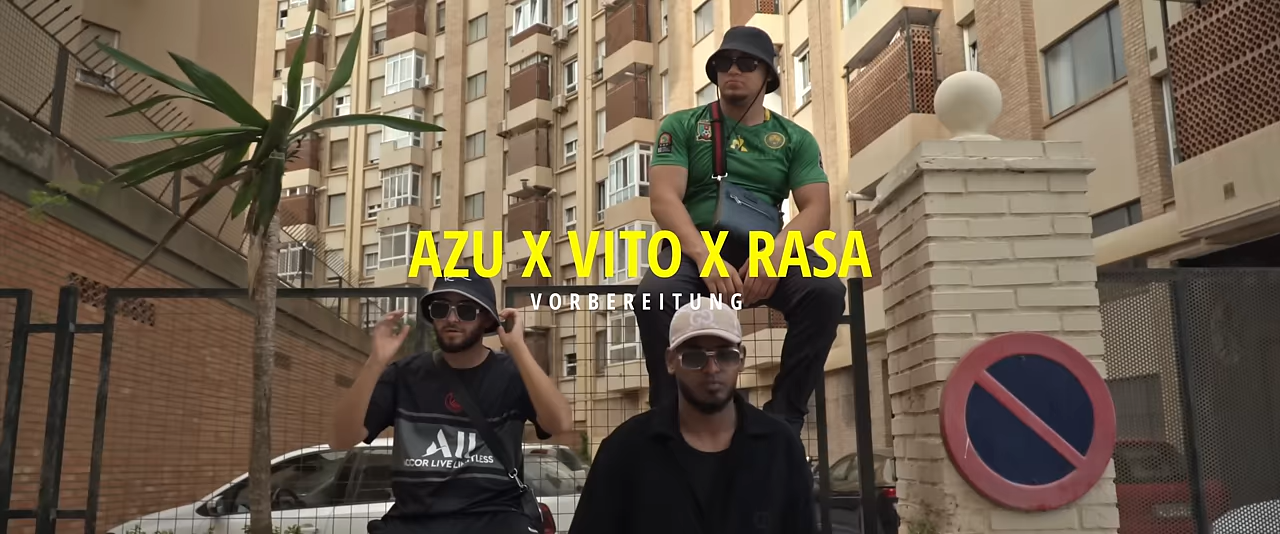 AZU X VITO X RASA
VORBEREITUNG
ALL
ACCOR LIVE LIMITLESS